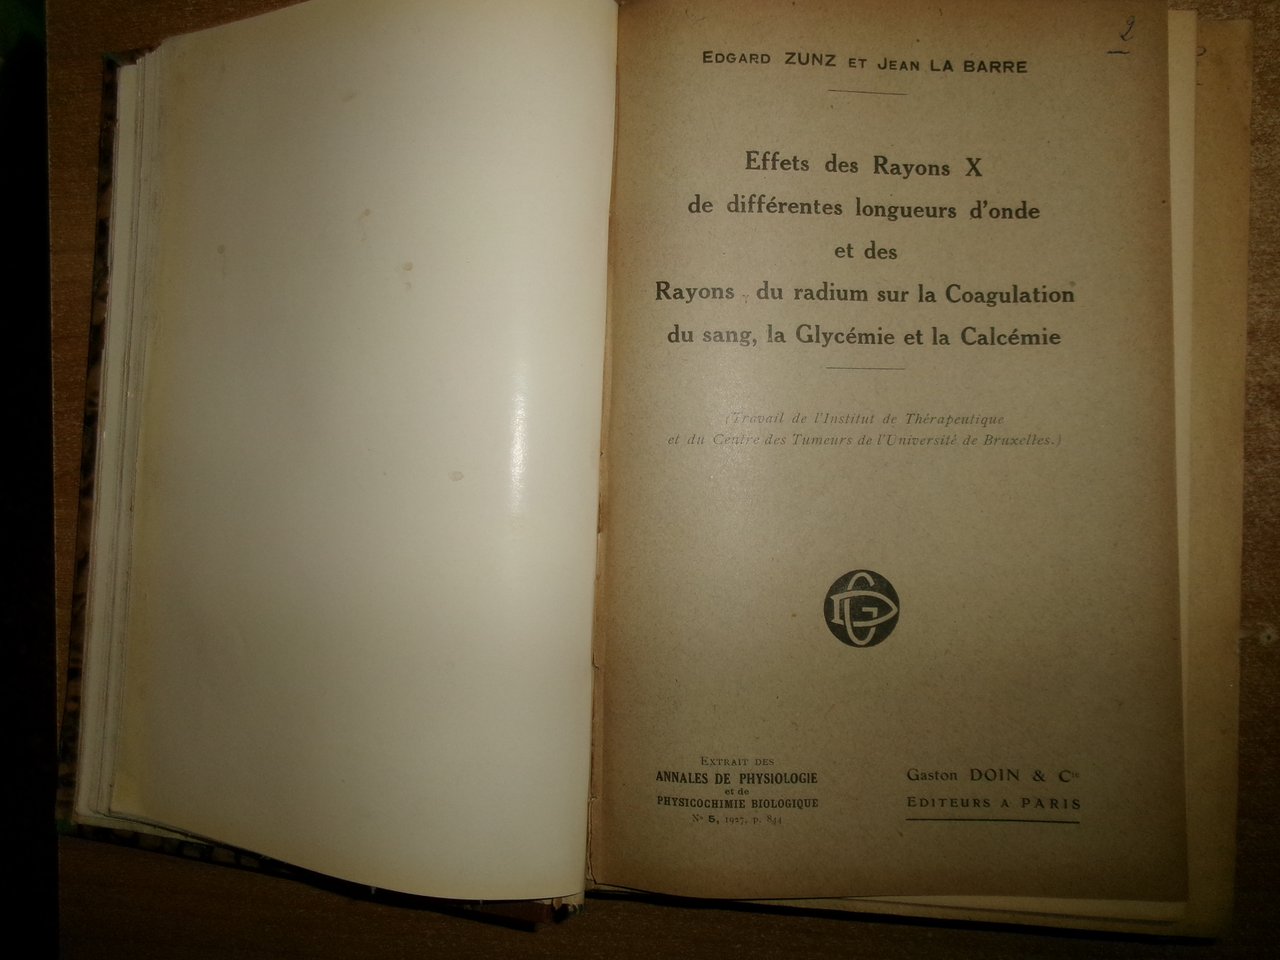 2
EDGARD ZUNZ ET JEAN LA BARRE
Effets des Rayons X
de différentes longueurs d'onde
et des
Rayons γ du radium sur la Coagulation
du sang, la Glycémie et la Calcémie
(Travail de l'Institut de Thérapeutique
et du Centre des Tumeurs de l'Université de Bruxelles.)
EXTRAIT DES
ANNALES DE PHYSIOLOGIE
et de
PHYSICOCHIMIE BIOLOGIQUE
N° 5, 1927, p. 844
Gaston DOIN & Cie
EDITEURS A PARIS